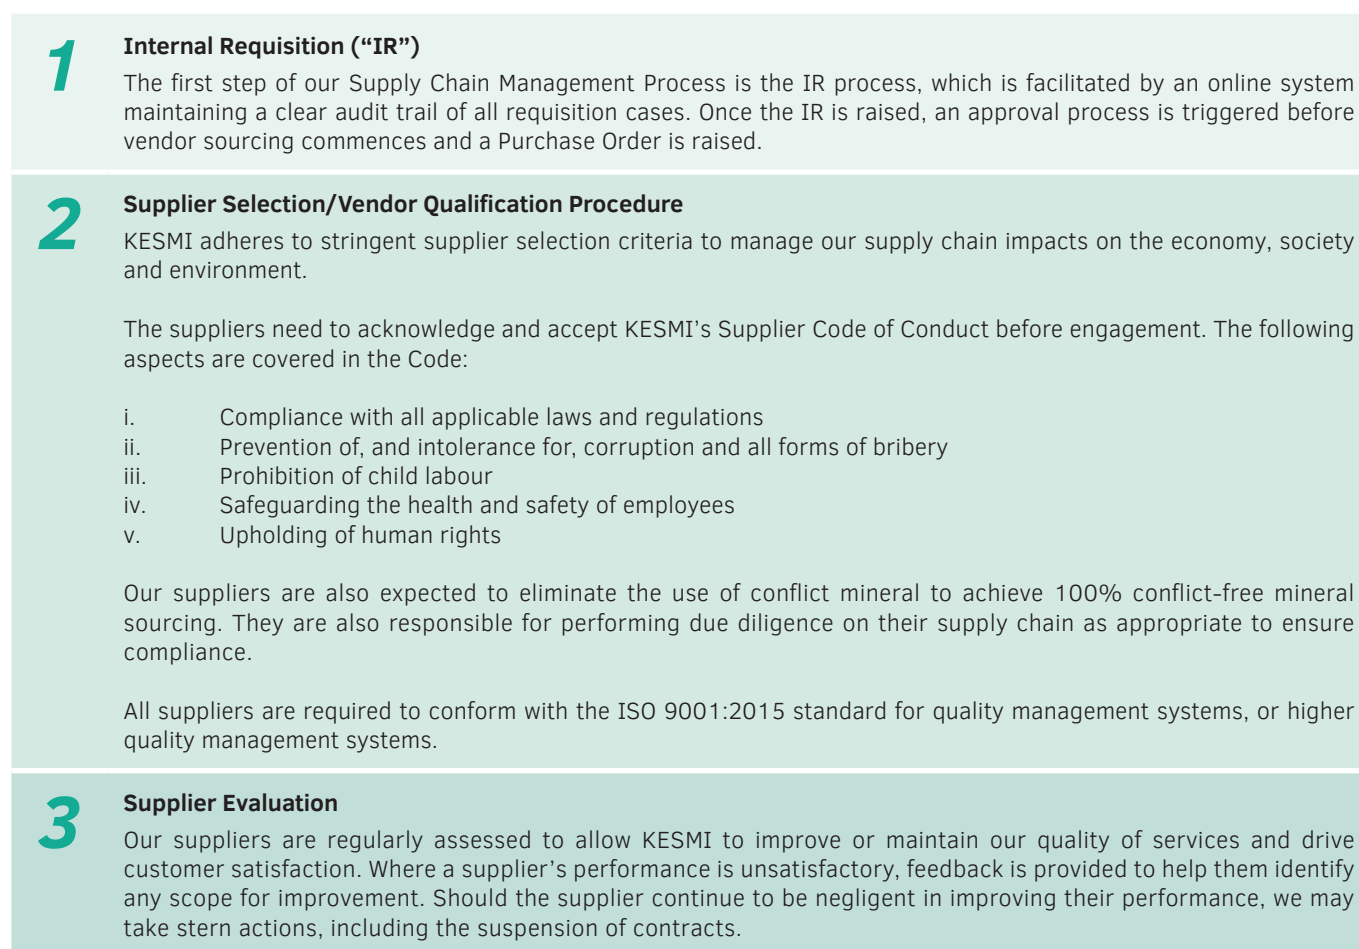 1
Internal Requisition (“IR”)
The first step of our Supply Chain Management Process is the IR process, which is facilitated by an online system
maintaining a clear audit trail of all requisition cases. Once the IR is raised, an approval process is triggered before
vendor sourcing commences and a Purchase Order is raised.
2
Supplier Selection/Vendor Qualification Procedure
KESMI adheres to stringent supplier selection criteria to manage our supply chain impacts on the economy, society
and environment.
The suppliers need to acknowledge and accept KESMI’s Supplier Code of Conduct before engagement. The following
aspects are covered in the Code:
i. Compliance with all applicable laws and regulations
ii. Prevention of, and intolerance for, corruption and all forms of bribery
iii. Prohibition of child labour
iv. Safeguarding the health and safety of employees
v. Upholding of human rights
Our suppliers are also expected to eliminate the use of conflict mineral to achieve 100% conflict-free mineral
sourcing. They are also responsible for performing due diligence on their supply chain as appropriate to ensure
compliance.
All suppliers are required to conform with the ISO 9001:2015 standard for quality management systems, or higher
quality management systems.
3
Supplier Evaluation
Our suppliers are regularly assessed to allow KESMI to improve or maintain our quality of services and drive
customer satisfaction. Where a supplier’s performance is unsatisfactory, feedback is provided to help them identify
any scope for improvement. Should the supplier continue to be negligent in improving their performance, we may
take stern actions, including the suspension of contracts.